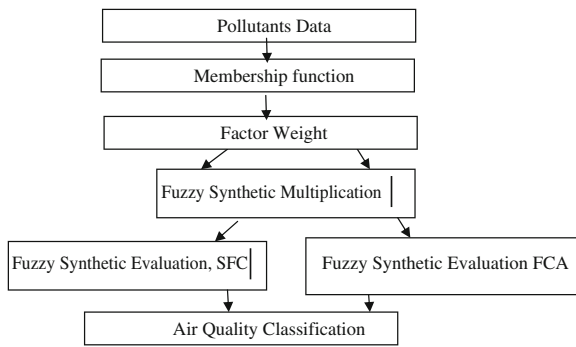 Pollutants Data
Membership function
Factor Weight
Fuzzy Synthetic Multiplication
Fuzzy Synthetic Evaluation, SFC
Fuzzy Synthetic Evaluation FCA
Air Quality Classification